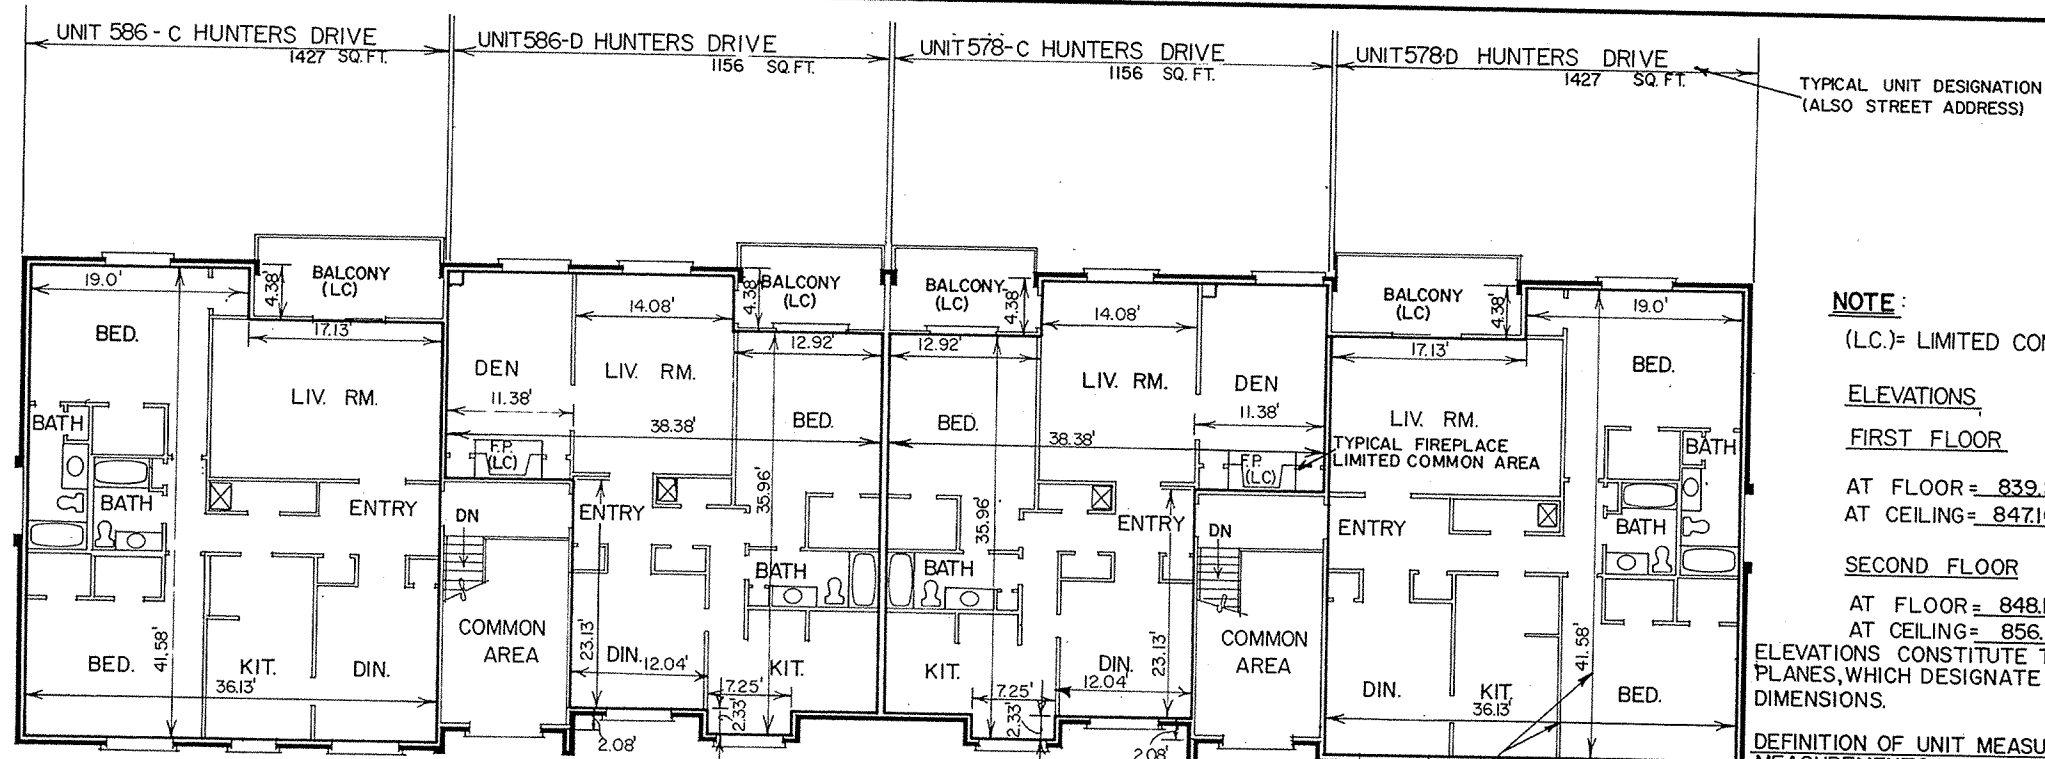 UNIT 586 - C HUNTERS DRIVE
1427 SQ. FT.
UNIT 586-D HUNTERS DRIVE
1156 SQ. FT.
UNIT 578-C HUNTERS DRIVE
1156 SQ. FT.
UNIT 578-D HUNTERS DRIVE
1427 SQ. FT.
TYPICAL UNIT DESIGNATION
(ALSO STREET ADDRESS)
19.0'
4.38'
BALCONY
(LC)
BED.
17.13'
LIV. RM.
BATH
BATH
ENTRY
BED.
41.58'
KIT.
DIN.
36.13'
14.08'
4.38'
BALCONY
(LC)
12.92'
DEN
LIV. RM.
11.38'
38.38'
BED.
F.P.
(LC)
35.96'
DN
ENTRY
BATH
COMMON
AREA
23.13'
DIN.
12.04'
KIT.
7.25'
2.33'
2.08'
BALCONY
(LC)
4.38'
14.08'
12.92'
LIV. RM.
DEN
BED.
11.38'
38.38'
TYPICAL FIREPLACE
LIMITED COMMON AREA
F.P.
(LC)
35.96'
ENTRY
DN
BATH
COMMON
AREA
23.13'
KIT.
DIN.
12.04'
7.25'
2.33'
2.08'
BALCONY
(LC)
4.38'
19.0'
17.13'
BED.
LIV. RM.
BATH
ENTRY
BATH
41.58'
DIN.
KIT.
BED.
36.13'
NOTE:
(L.C.)= LIMITED
ELEVATIONS
FIRST FLOOR
AT FLOOR= 839.
AT CEILING= 847.1
SECOND FLOOR
AT FLOOR= 848.
AT CEILING= 856.
ELEVATIONS CONSTITUTE
PLANES, WHICH DESIGNATE
DIMENSIONS.
DEFINITION OF UNIT